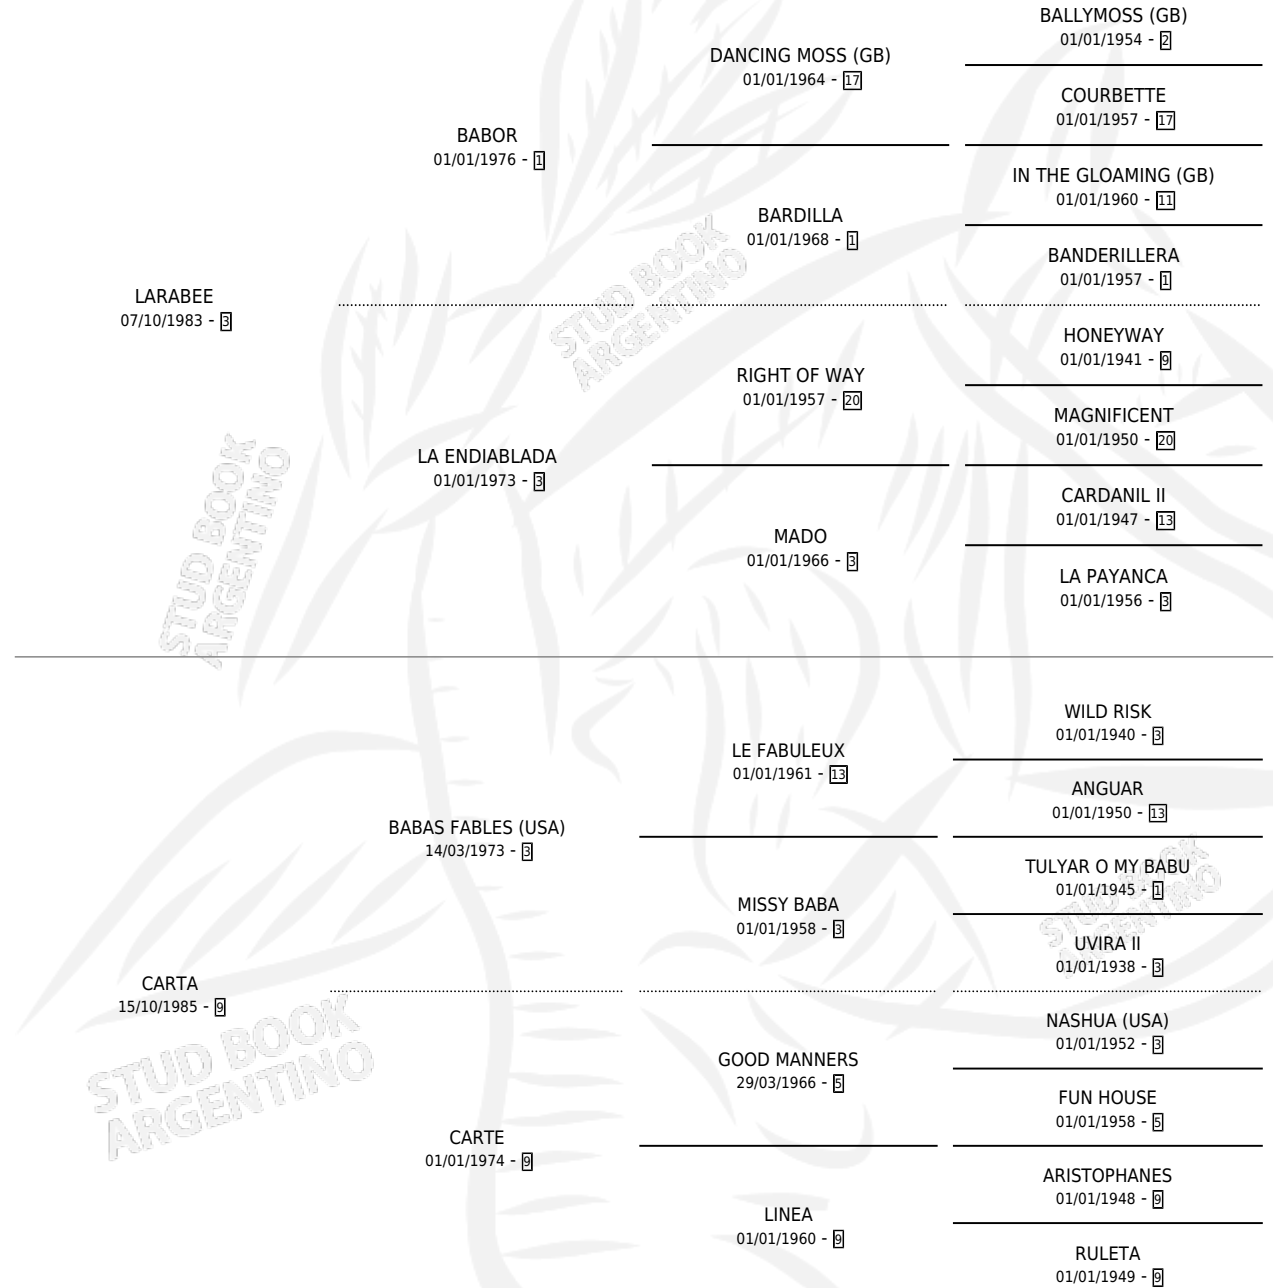 BALLYMOSS (GB)
01/01/1954 - 2
DANCING MOSS (GB)
01/01/1964 - 17
COURBETTE
01/01/1957 - 17
BABOR
01/01/1976 - 1
IN THE GLOAMING (GB)
01/01/1960 - 11
BARDILLA
01/01/1968 - 1
BANDERILLERA
01/01/1957 - 1
LARABEE
07/10/1983 - 3
HONEYWAY
01/01/1941 - 9
RIGHT OF WAY
01/01/1957 - 20
MAGNIFICENT
01/01/1950 - 20
LA ENDIABLADA
01/01/1973 - 3
CARDANIL II
01/01/1947 - 13
MADO
01/01/1966 - 3
LA PAYANCA
01/01/1956 - 3
STUD BOOK
ARGENTINO
STUD BOOK
ARGENTINO
WILD RISK
01/01/1940 - 3
LE FABULEUX
01/01/1961 - 13
ANGUAR
01/01/1950 - 13
BABAS FABLES (USA)
14/03/1973 - 3
TULYAR O MY BABU
01/01/1945 - 1
MISSY BABA
01/01/1958 - 3
UVIRA II
01/01/1938 - 3
STUD BOOK
ARGENTINO
CARTA
15/10/1985 - 9
NASHUA (USA)
01/01/1952 - 3
GOOD MANNERS
29/03/1966 - 5
FUN HOUSE
01/01/1958 - 5
STUD BOOK
ARGENTINO
CARTE
01/01/1974 - 9
ARISTOPHANES
01/01/1948 - 9
LINEA
01/01/1960 - 9
RULETA
01/01/1949 - 9